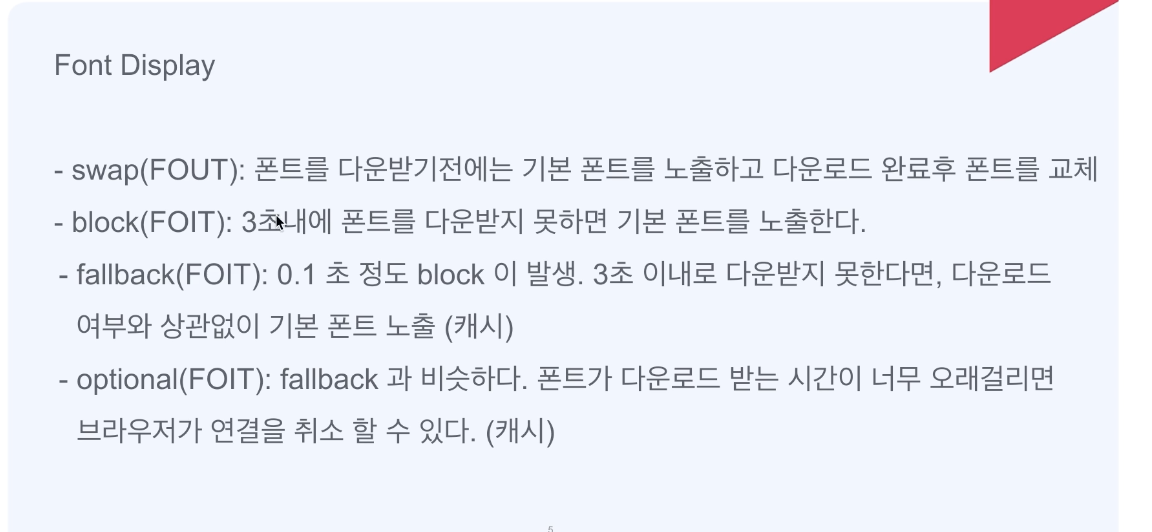 Font Display
- swap(FOUT): 폰트를 다운받기전에는 기본 폰트를 노출하고 다운로드 완료후 폰트를 교체
- block(FOIT): 3초내에 폰트를 다운받지 못하면 기본 폰트를 노출한다.
- fallback(FOIT): 0.1 초 정도 block 이 발생. 3초 이내로 다운받지 못한다면, 다운로드
여부와 상관없이 기본 폰트 노출 (캐시)
- optional(FOIT): fallback 과 비슷하다. 폰트가 다운로드 받는 시간이 너무 오래걸리면
브라우저가 연결을 취소 할 수 있다. (캐시)
5